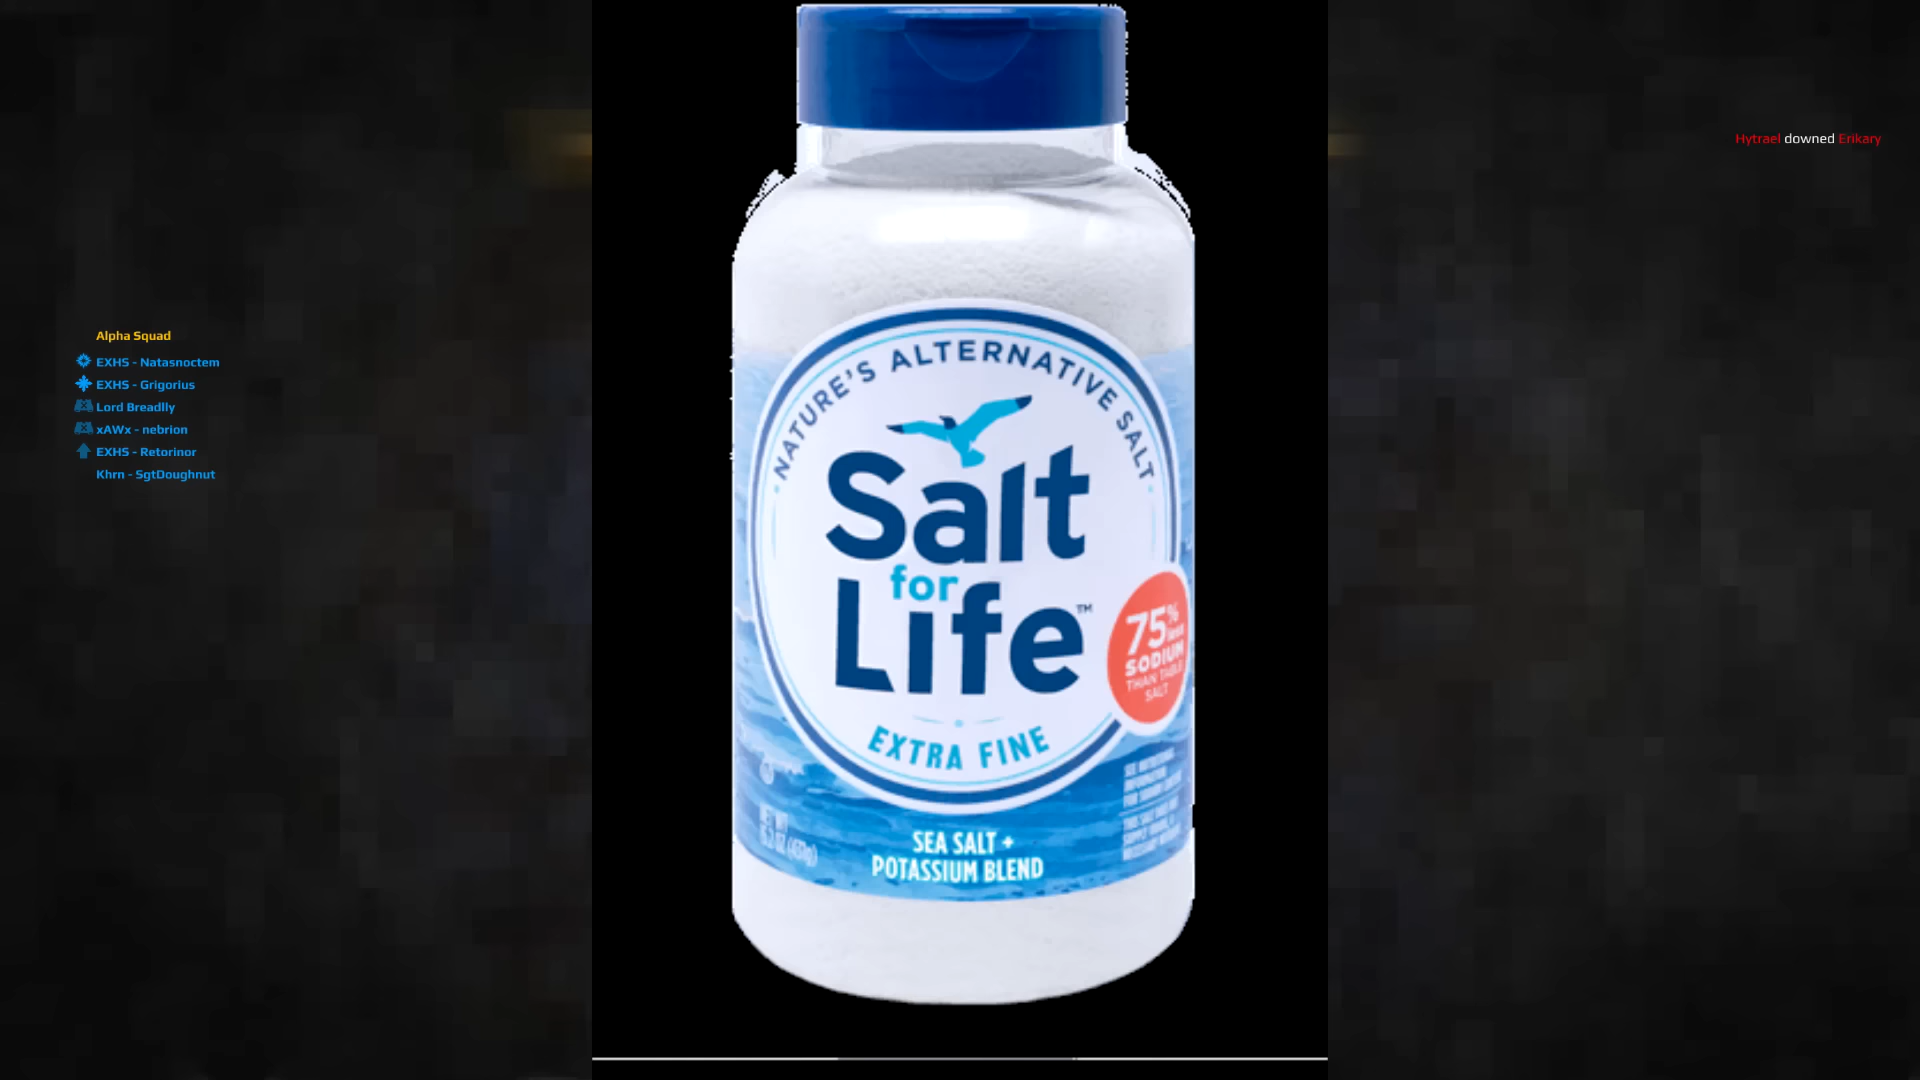 Hytrael downed Erikary
Alpha Squad
EXHS - Natasnoctem
EXHS - Grigorius
Lord Breadlly
xAWx - nebrion
EXHS - Retorinor
Khrn - SgtDoughnut
NATURE'S ALTERNATIVE SALT
Salt
for
Life™
75% less
SODIUM
THAN TABLE
SALT
EXTRA FINE
SEA SALT +
POTASSIUM BLEND